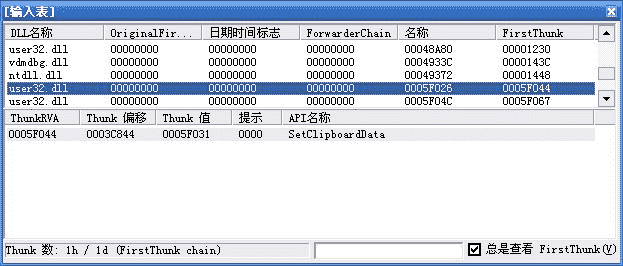 [输入表]
DLL名称 OriginalFir... 日期时间标志 ForwarderChain 名称 FirstThunk
user32.dll 00000000 00000000 00000000 00048A80 00001230
vdmdbg.dll 00000000 00000000 00000000 0004933C 0000143C
ntdll.dll 00000000 00000000 00000000 00049372 00001448
user32.dll 00000000 00000000 00000000 0005F026 0005F044
user32.dll 00000000 00000000 00000000 0005F04C 0005F067
ThunkRVA Thunk 偏移 Thunk 值 提示 API名称
0005F044 0003C844 0005F031 0000 SetClipboardData
Thunk 数: 1h / 1d (FirstThunk chain) 总是查看 FirstThunk(V)